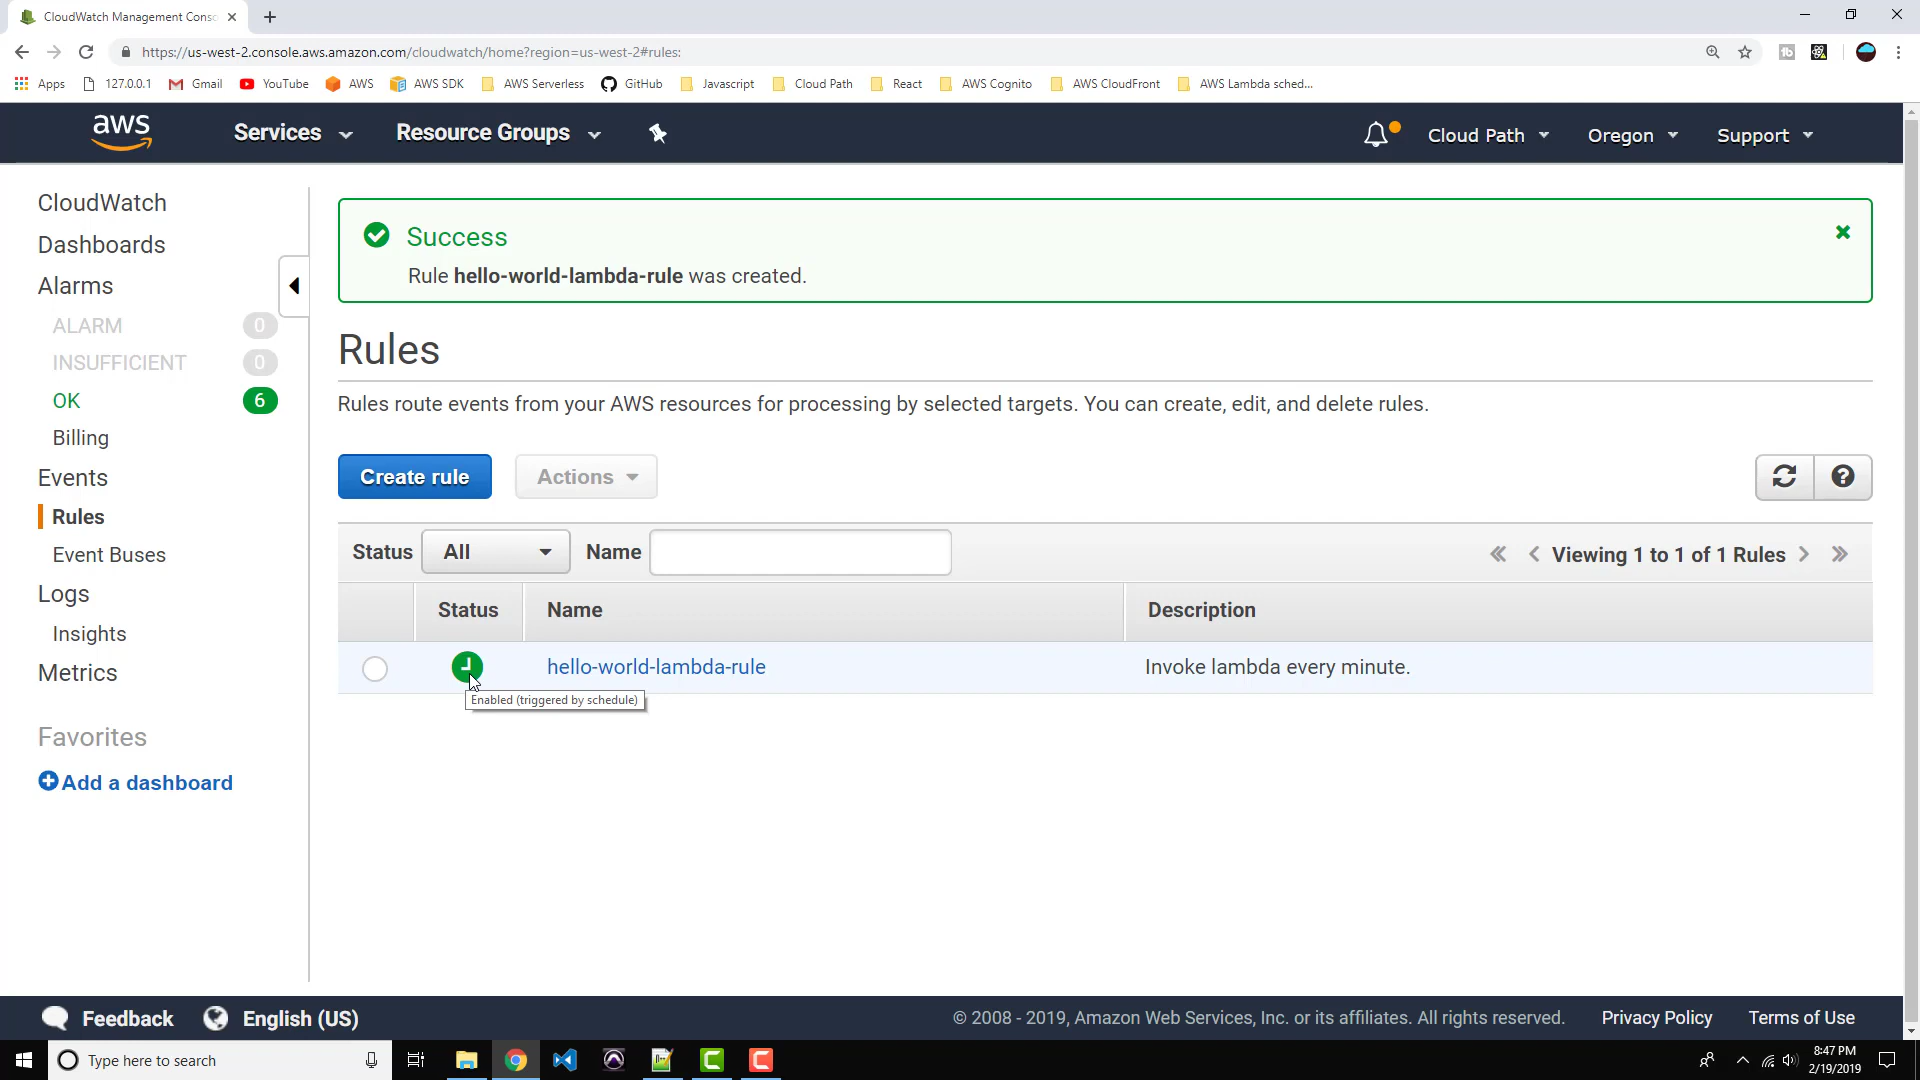 CloudWatch Management Conso
https://us-west-2.console.aws.amazon.com/cloudwatch/home?region=us-west-2#rules:
Apps 127.0.0.1 Gmail YouTube AWS AWS SDK AWS Serverless GitHub Javascript Cloud Path React AWS Cognito AWS CloudFront AWS Lambda sched...
aws Services Resource Groups Cloud Path Oregon Support
CloudWatch
Dashboards
Alarms
ALARM 0
INSUFFICIENT 0
OK 6
Billing
Events
Rules
Event Buses
Logs
Insights
Metrics
Favorites
Add a dashboard
Success
Rule hello-world-lambda-rule was created.
Rules
Rules route events from your AWS resources for processing by selected targets. You can create, edit, and delete rules.
Create rule Actions
Status All Name Viewing 1 to 1 of 1 Rules
Status Name Description
hello-world-lambda-rule Invoke lambda every minute.
Enabled (triggered by schedule)
Feedback English (US) © 2008 - 2019, Amazon Web Services, Inc. or its affiliates. All rights reserved. Privacy Policy Terms of Use
Type here to search
8:47 PM
2/19/2019